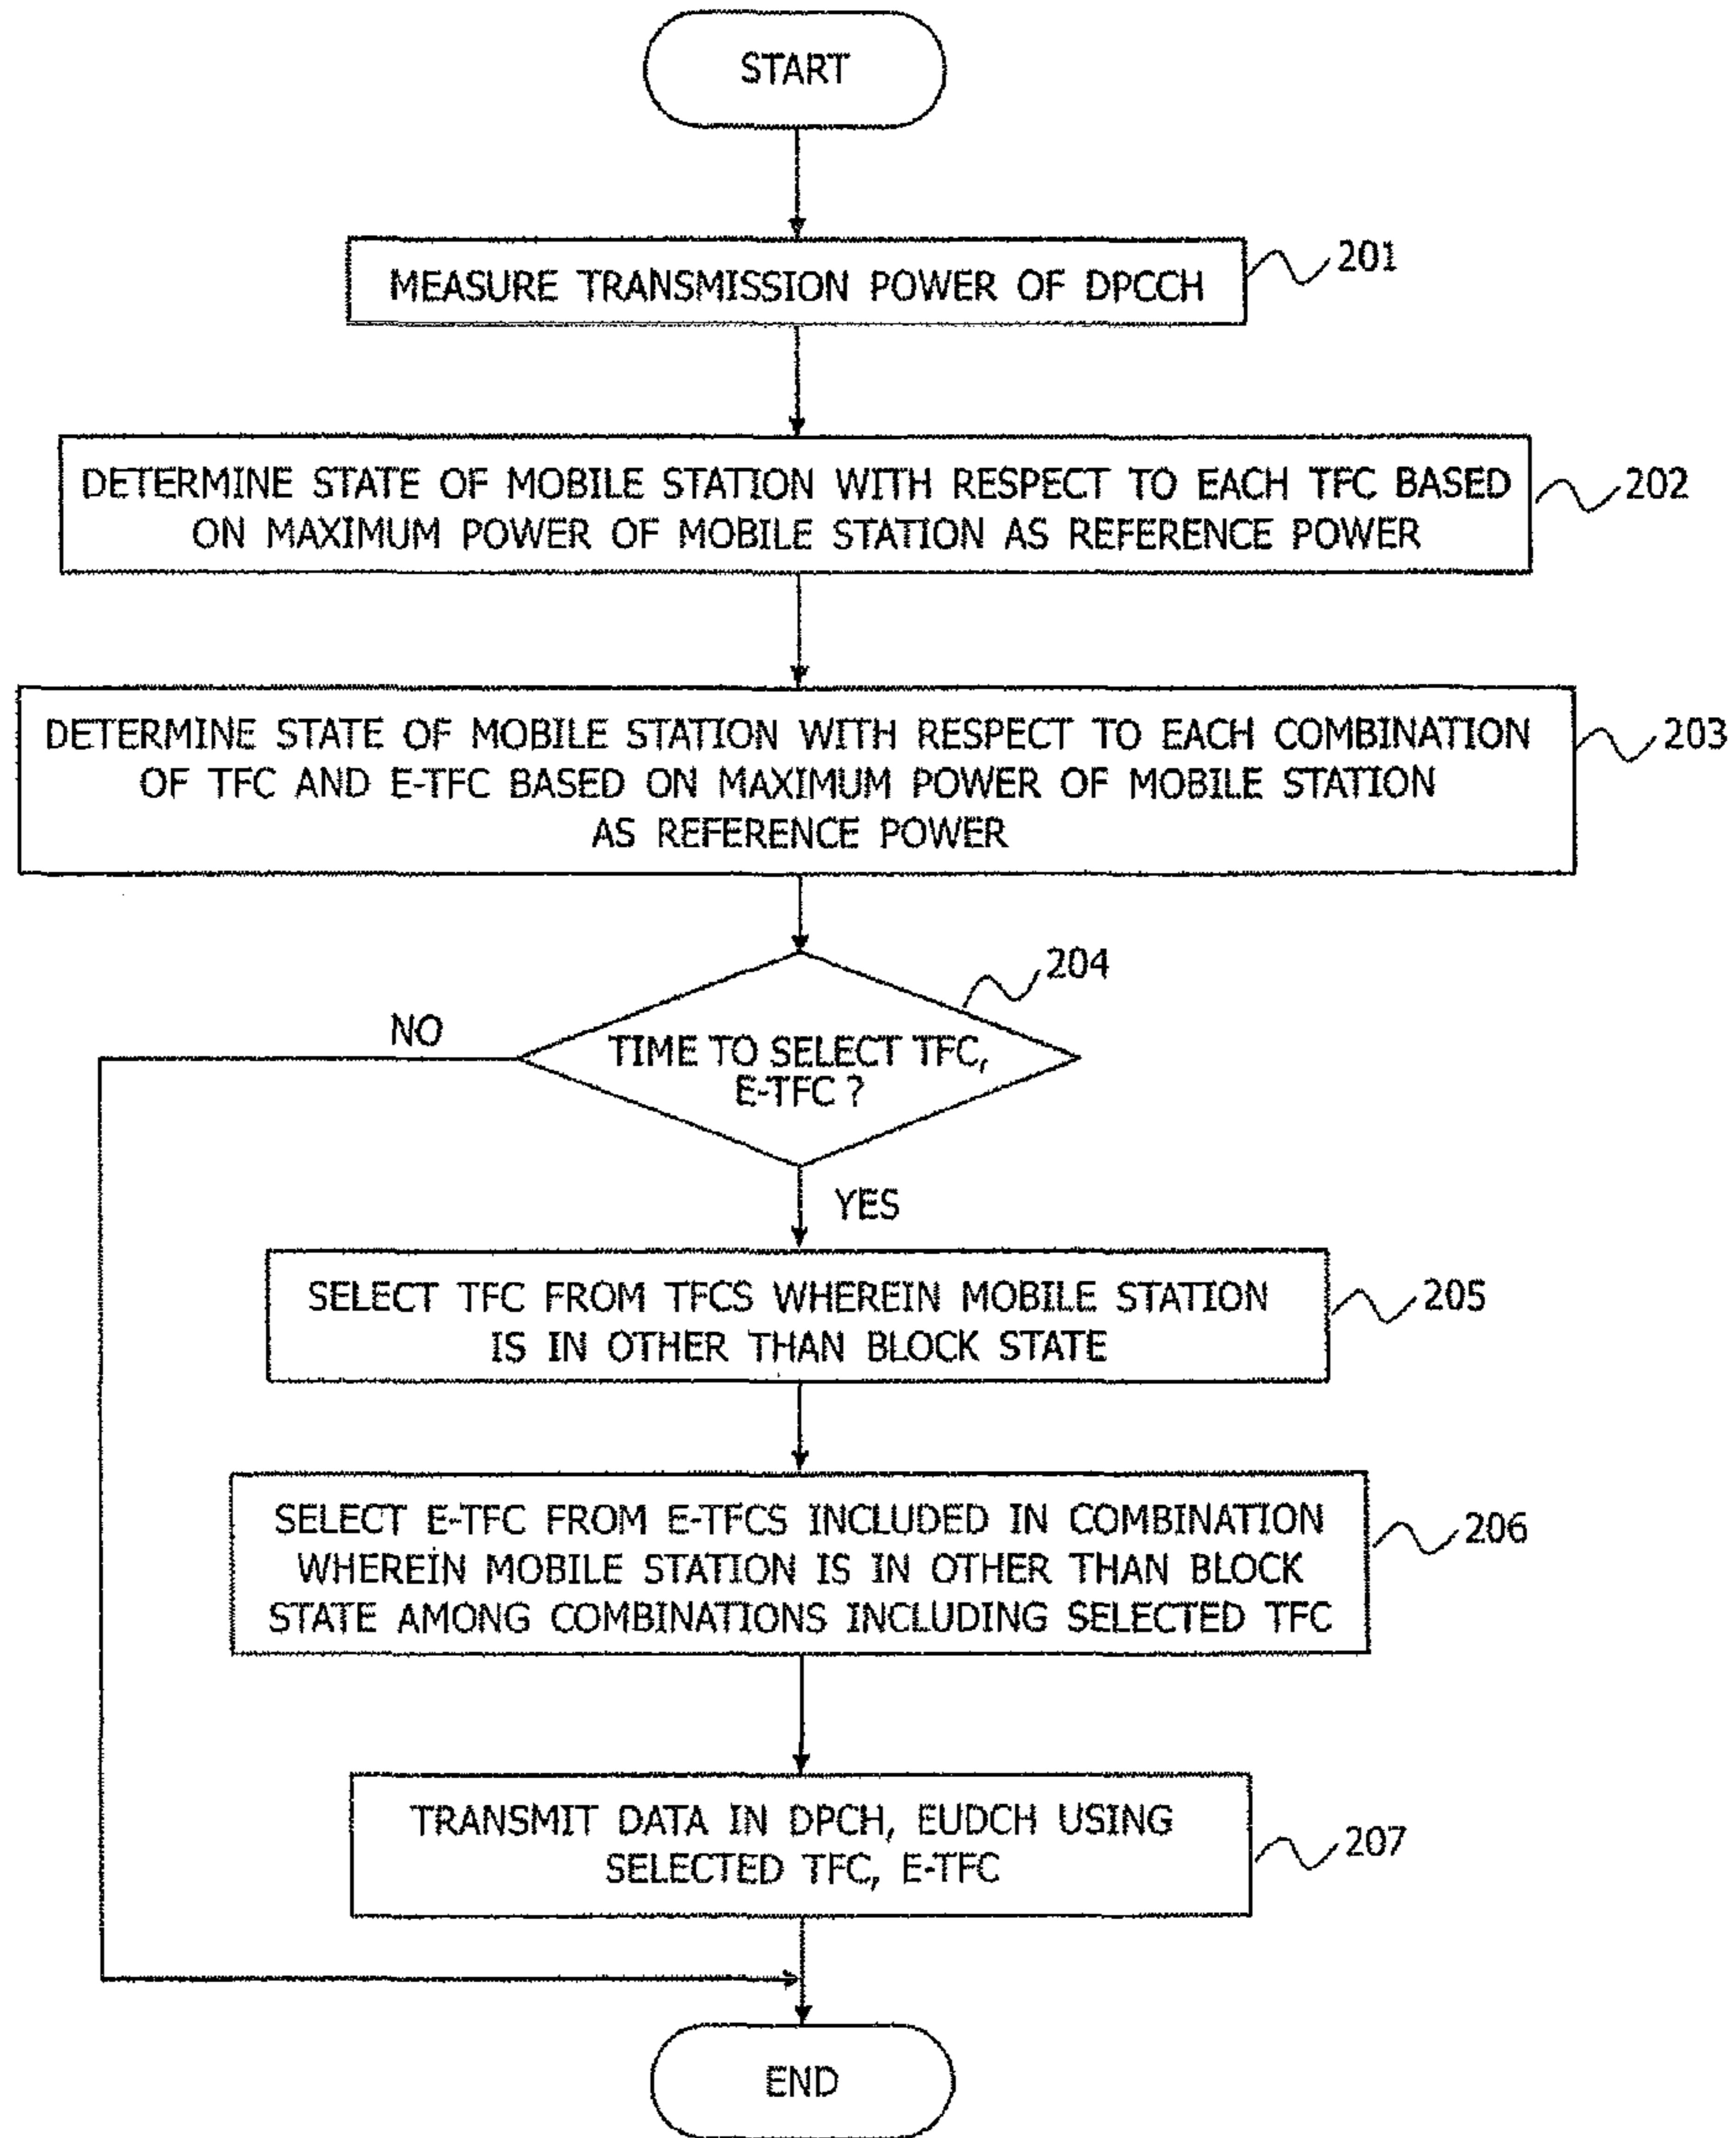 START
MEASURE TRANSMISSION POWER OF DPCCH
201
DETERMINE STATE OF MOBILE STATION WITH RESPECT TO EACH TFC BASED
ON MAXIMUM POWER OF MOBILE STATION AS REFERENCE POWER
202
DETERMINE STATE OF MOBILE STATION WITH RESPECT TO EACH COMBINATION
OF TFC AND E-TFC BASED ON MAXIMUM POWER OF MOBILE STATION
AS REFERENCE POWER
203
204
NO
TIME TO SELECT TFC,
E-TFC ?
YES
SELECT TFC FROM TFCS WHEREIN MOBILE STATION
IS IN OTHER THAN BLOCK STATE
205
SELECT E-TFC FROM E-TFCS INCLUDED IN COMBINATION
WHEREIN MOBILE STATION IS IN OTHER THAN BLOCK
STATE AMONG COMBINATIONS INCLUDING SELECTED TFC
206
TRANSMIT DATA IN DPCH, EUDCH USING
SELECTED TFC, E-TFC
207
END